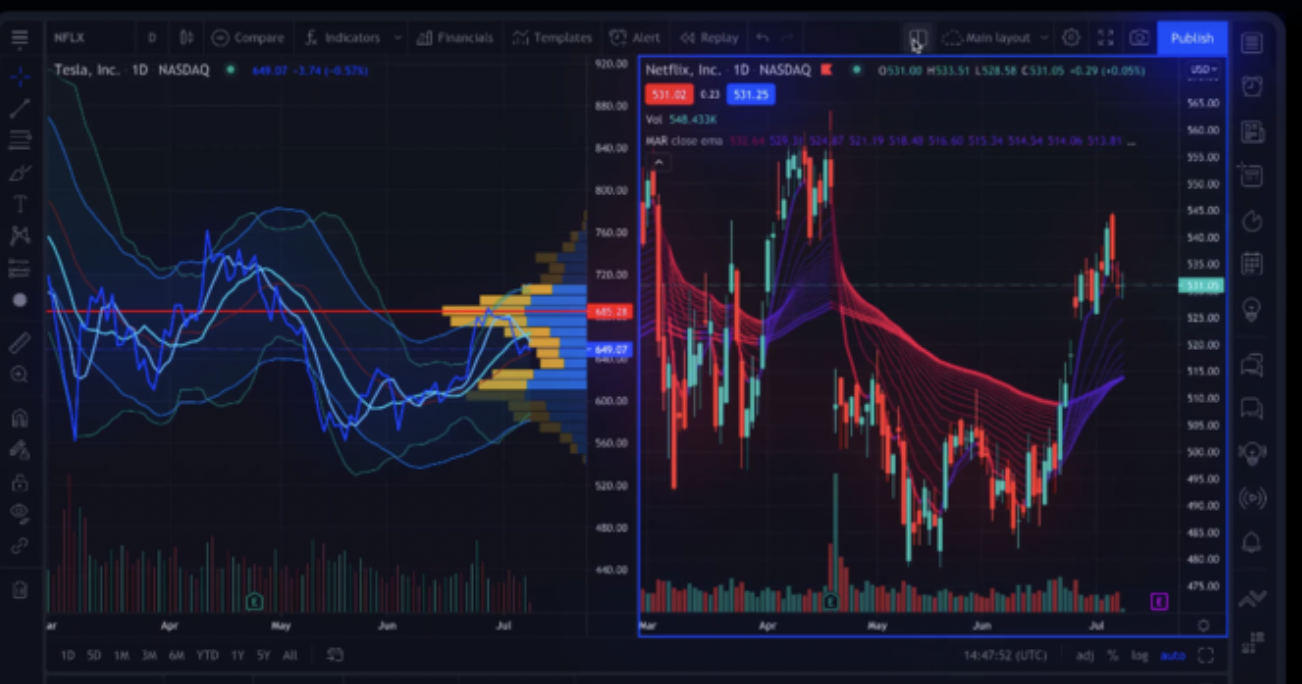 NFLX D Compare Indicators Financials Templates Alert Replay Main layout Publish
Tesla, Inc. 1D NASDAQ 649.07 -3.74 (-0.57%)
920.00
880.00
840.00
800.00
760.00
720.00
685.28
649.07
640.00
600.00
560.00
520.00
480.00
440.00
E
ar Apr May Jun Jul
Netflix, Inc. 1D NASDAQ O531.00 H533.51 L528.58 C531.05 +0.29 (+0.05%)
USD
531.02 0.23 531.25
Vol 548.433K
MAR close ema 532.64 529.31 524.87 521.19 518.40 516.60 515.34 514.54 514.06 513.81 ...
565.00
560.00
555.00
550.00
545.00
540.00
535.00
531.05
525.00
520.00
515.00
510.00
505.00
500.00
495.00
490.00
485.00
480.00
475.00
E E
Mar Apr May Jun Jul
1D 5D 1M 3M 6M YTD 1Y 5Y All 14:47:52 (UTC) adj % log auto